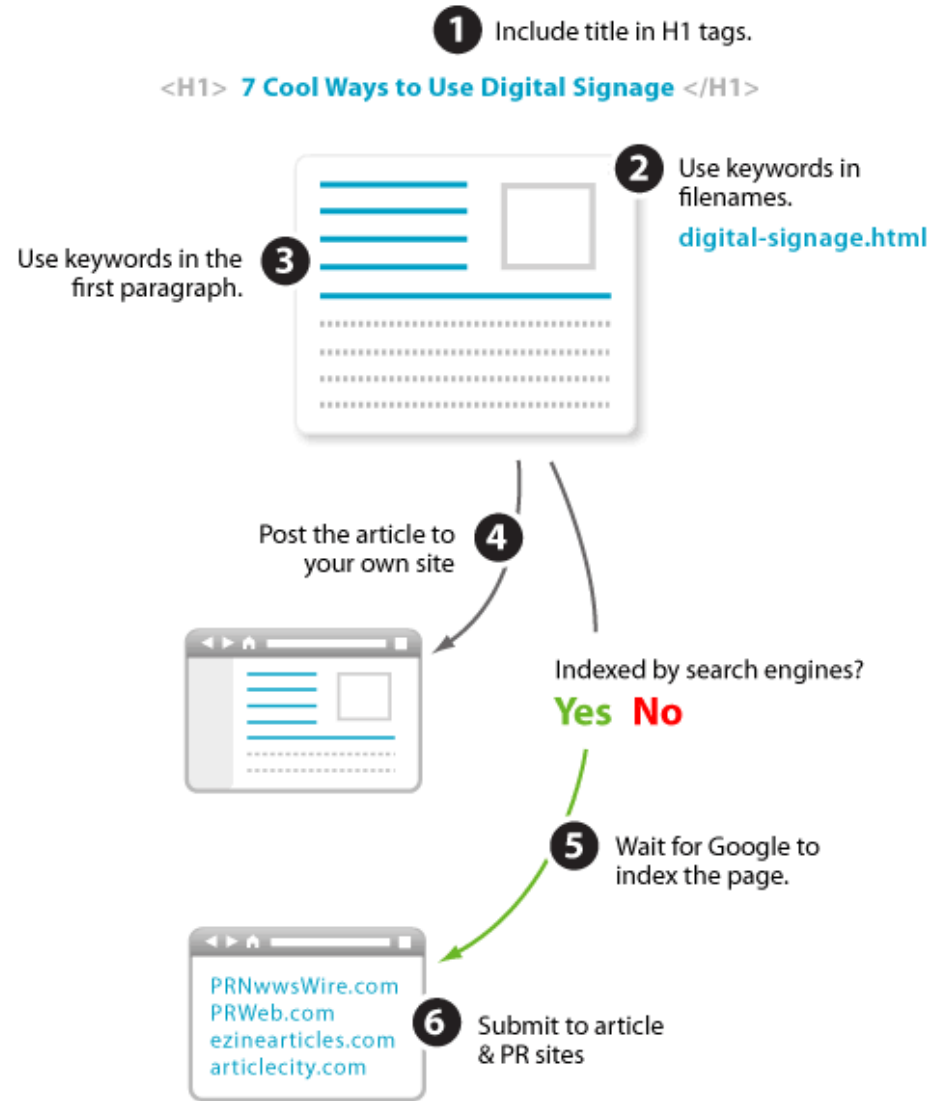 1 Include title in H1 tags.
<H1> 7 Cool Ways to Use Digital Signage </H1>
2 Use keywords in
filenames.
digital-signage.html
3 Use keywords in the
first paragraph.
4 Post the article to
your own site
Indexed by search engines?
Yes No
5 Wait for Google to
index the page.
PRNwwsWire.com
PRWeb.com
ezinearticles.com
articlecity.com
6 Submit to article
& PR sites